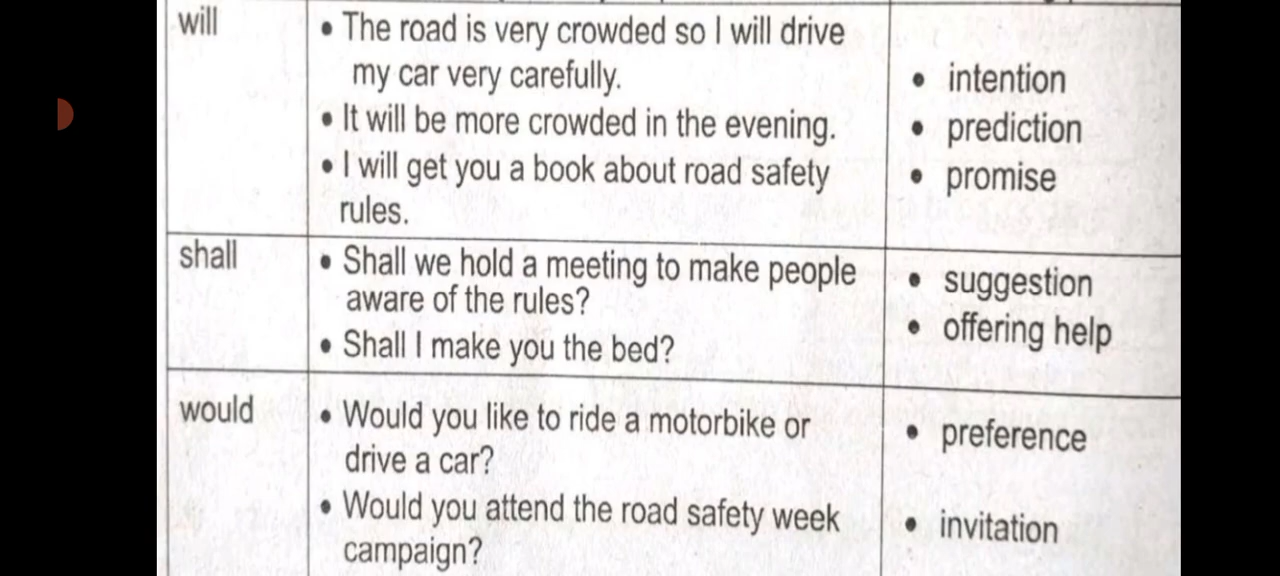 will
• The road is very crowded so I will drive
my car very carefully.
• intention
• It will be more crowded in the evening.
• prediction
• I will get you a book about road safety
rules.
• promise
shall
• Shall we hold a meeting to make people
aware of the rules?
• suggestion
• Shall I make you the bed?
• offering help
would
• Would you like to ride a motorbike or
drive a car?
• preference
• Would you attend the road safety week
campaign?
• invitation